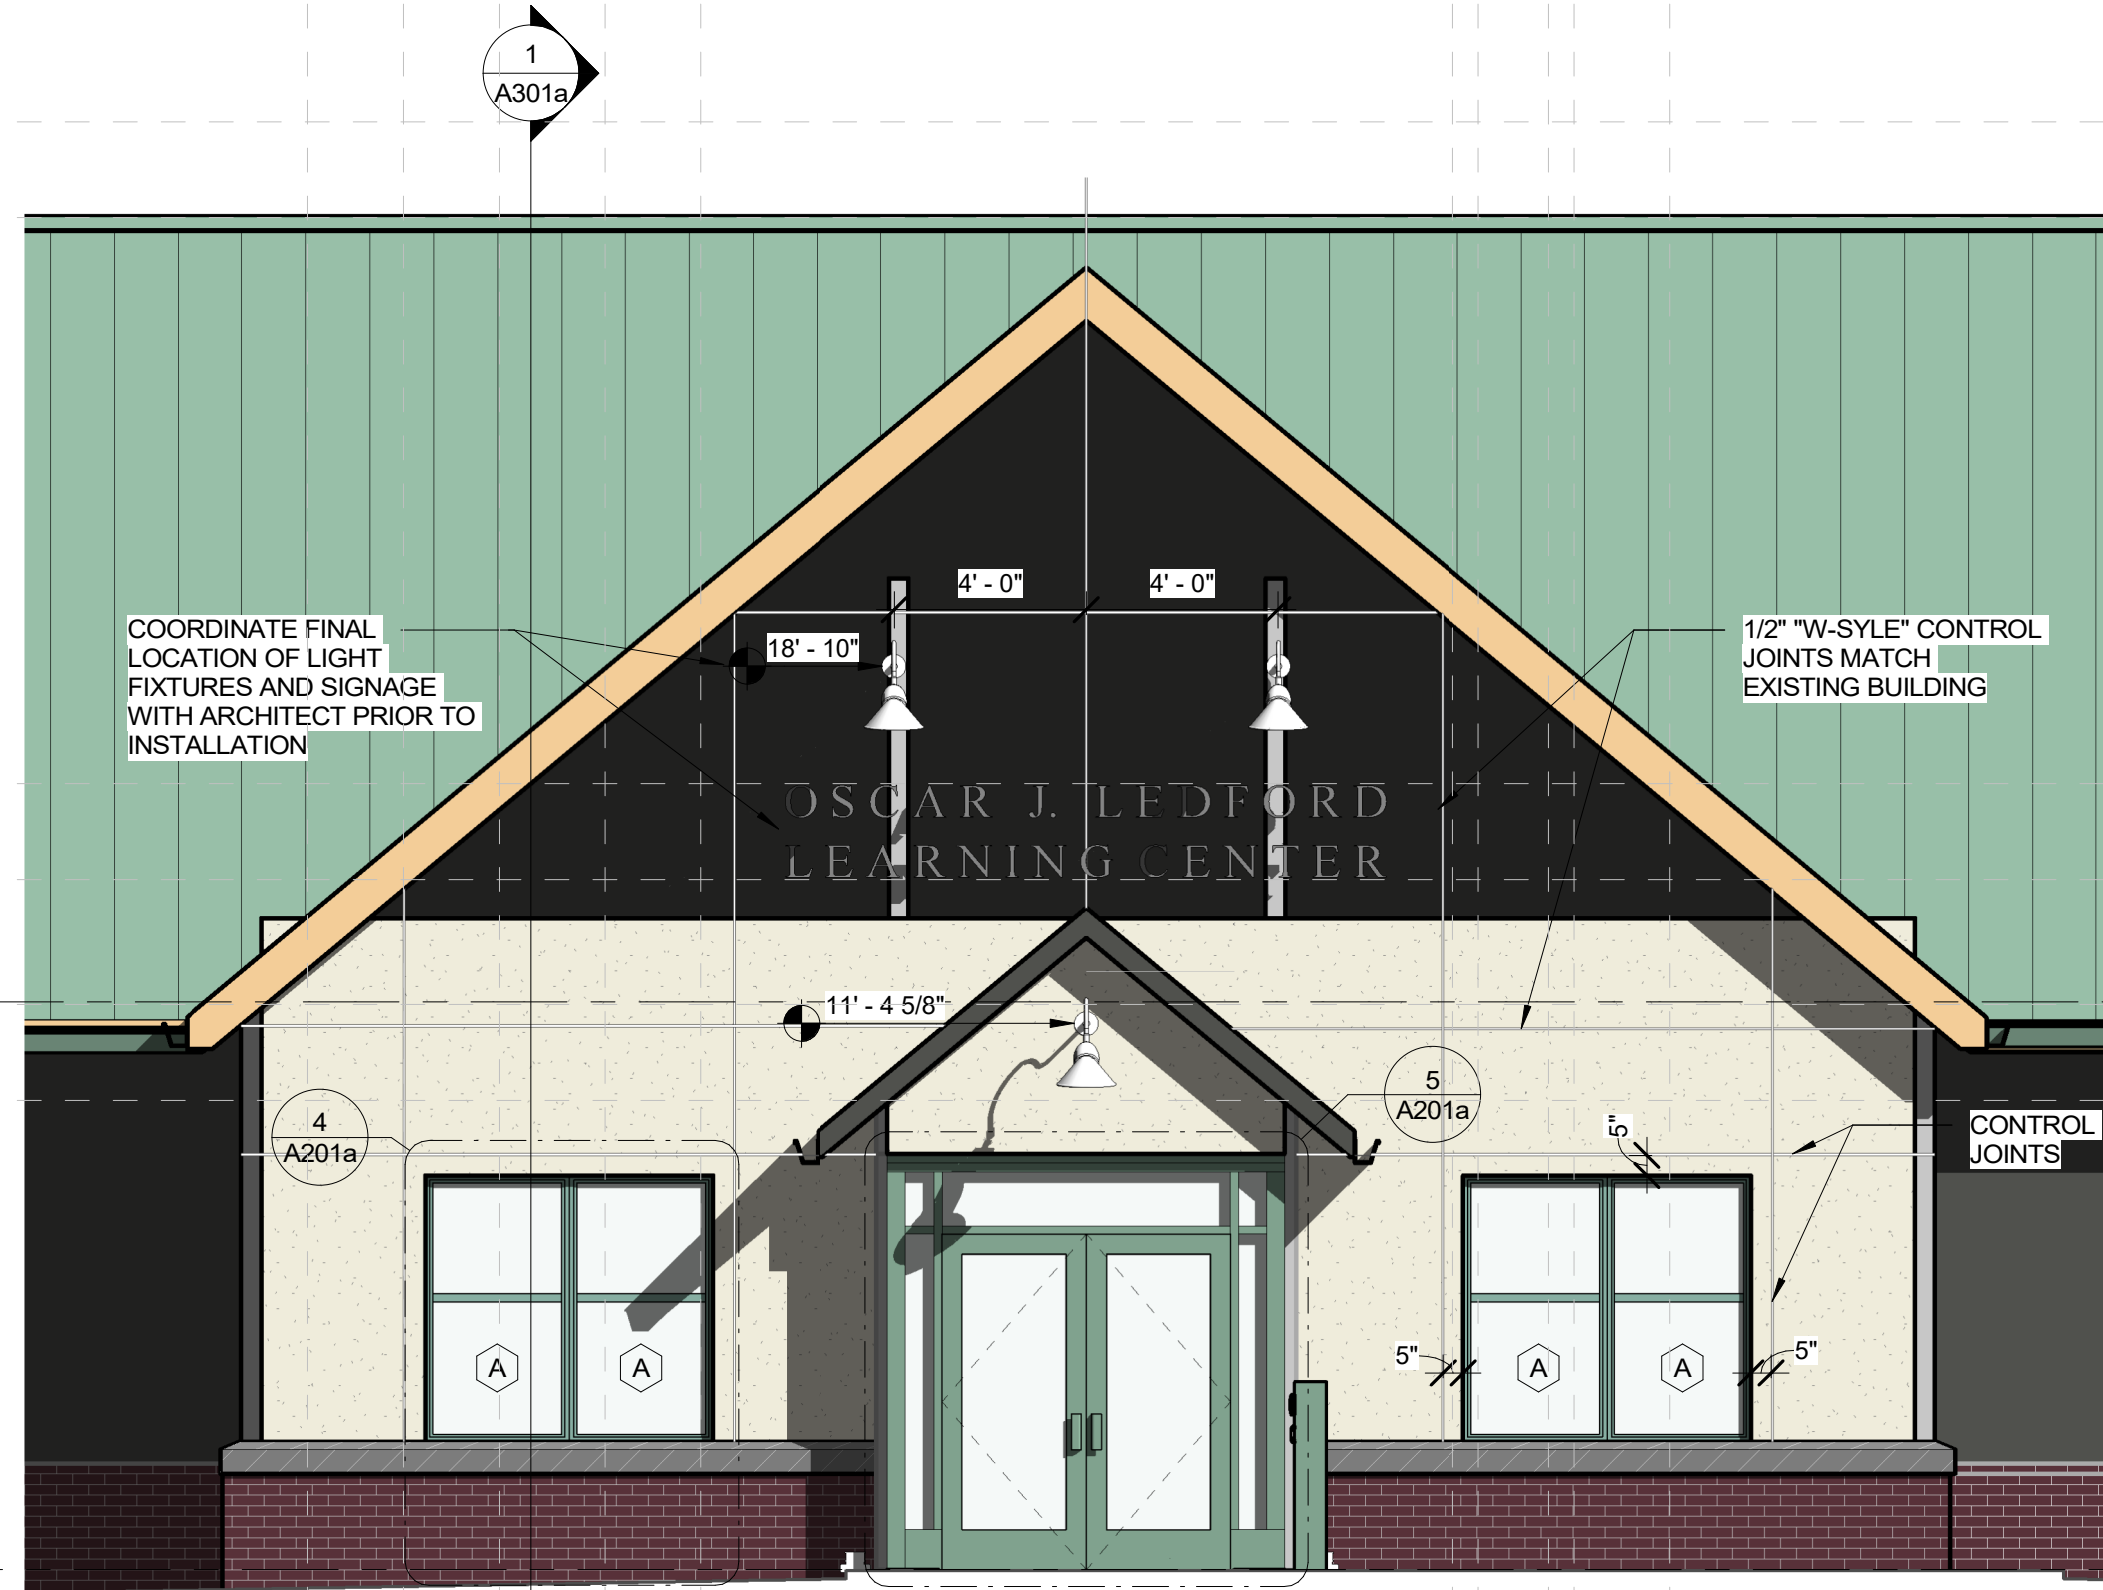 1
A301a
4' - 0"
4' - 0"
COORDINATE FINAL
LOCATION OF LIGHT
FIXTURES AND SIGNAGE
WITH ARCHITECT PRIOR TO
INSTALLATION
18' - 10"
1/2" "W-SYLE" CONTROL
JOINTS MATCH
EXISTING BUILDING
OSCAR J. LEDFORD
LEARNING CENTER
11' - 4 5/8"
4
A201a
5
A201a
5"
CONTROL
JOINTS
A
A
5"
A
A
5"